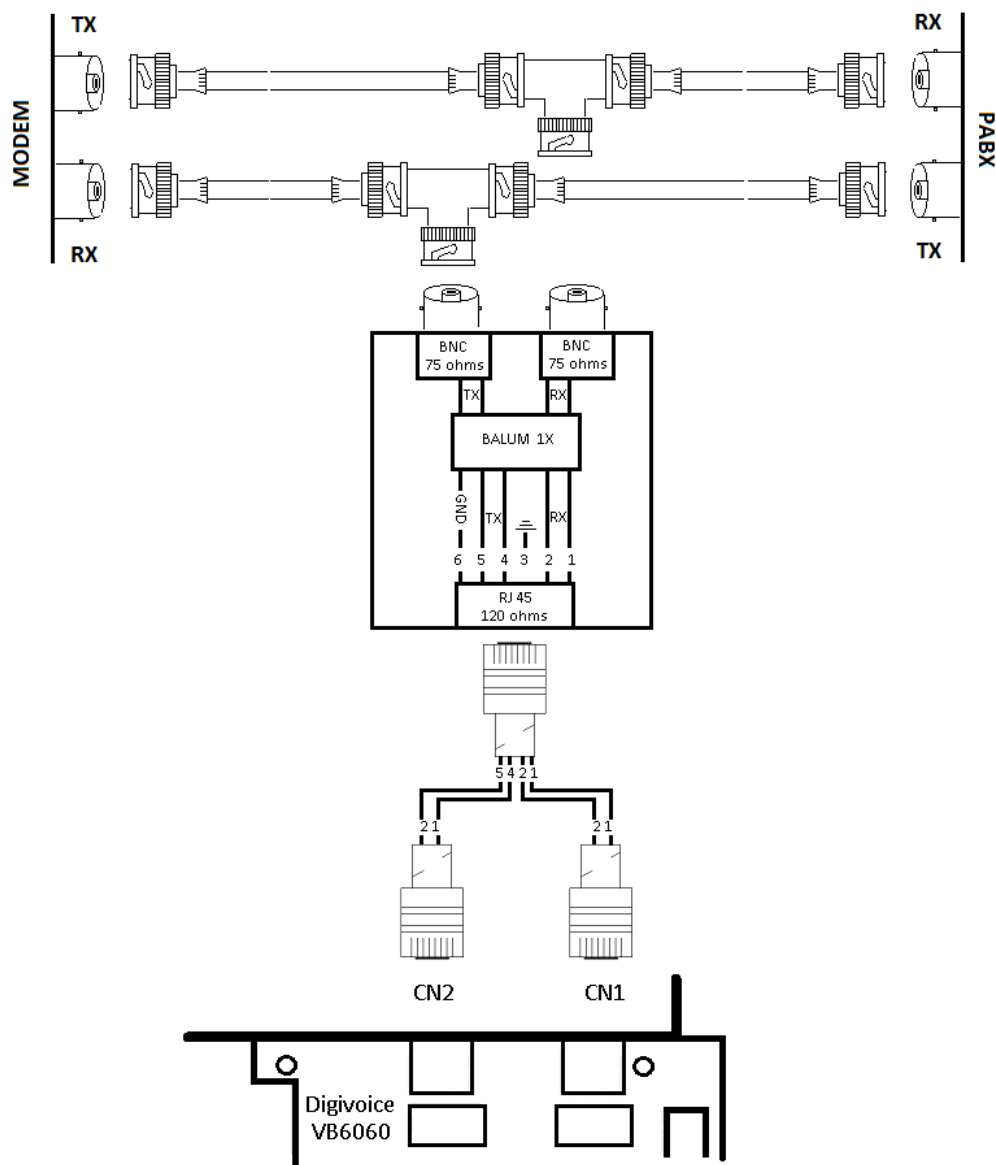 TX
RX
MODEM
PABX
RX
TX
BNC
75 ohms
BNC
75 ohms
TX
RX
BALUM 1X
GND
TX
RX
6 5 4 3 2 1
RJ 45
120 ohms
5 4 2 1
2 1
2 1
CN2
CN1
Digivoice
VB6060